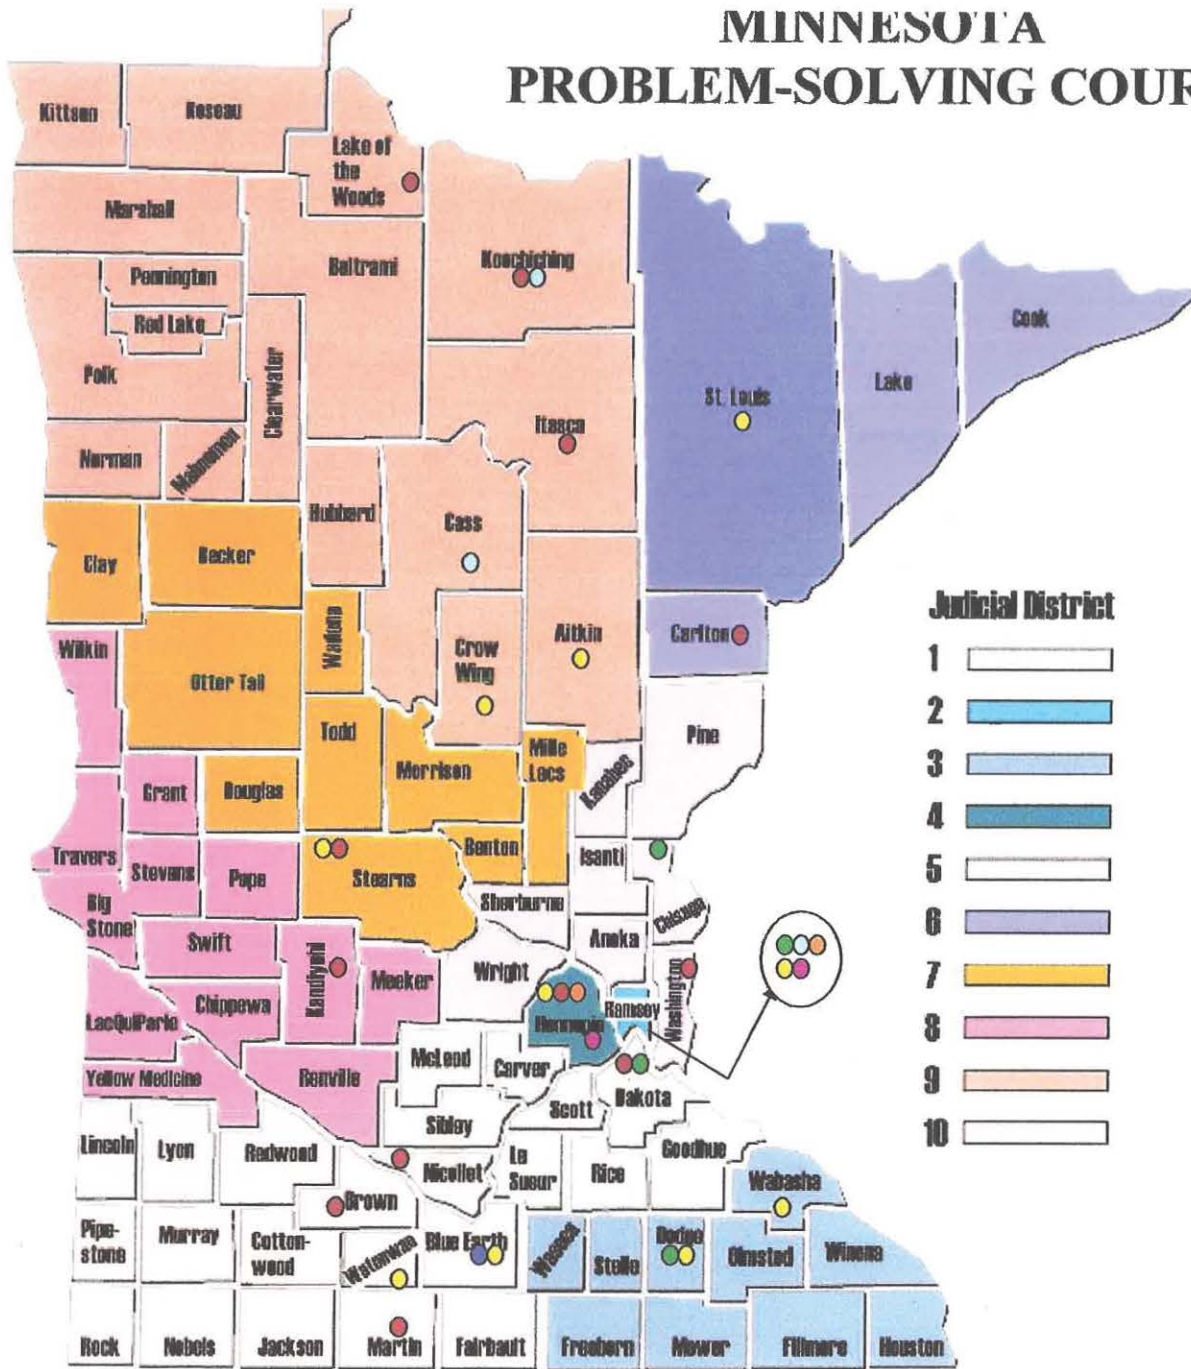 MINNESOTA
PROBLEM-SOLVING COUR
Kittson
Roseau
Lake of
the
Woods
Marshall
Beltrami
Koochiching
Pennington
Red Lake
Cook
Polk
Clearwater
Lake
St. Louis
Itasca
Norman
Mahnomen
Hubbard
Cass
Clay
Becker
Wadena
Crow
Wing
Aitkin
Carlton
Wilkin
Otter Tail
Todd
Morrison
Mille
Lacs
Kanabec
Pine
Grant
Douglas
Travers
Stevens
Pope
Stearns
Benton
Isanti
Big
Stone
Sherburne
Chisago
Swift
Anoka
Kandiyohi
Meeker
Wright
Washington
Chippewa
LacQuiParle
Hennepin
Ramsey
McLeod
Carver
Yellow Medicine
Renville
Scott
Dakota
Sibley
Lincoln
Lyon
Redwood
Nicollet
Le
Sueur
Rice
Goodhue
Wabasha
Brown
Pipe-
stone
Murray
Cotton-
wood
Watonwan
Blue Earth
Waseca
Stelle
Dodge
Olmsted
Winona
Rock
Nobels
Jackson
Martin
Fairbault
Freeborn
Mower
Fillmore
Houston
Judicial District
1
2
3
4
5
6
7
8
9
10